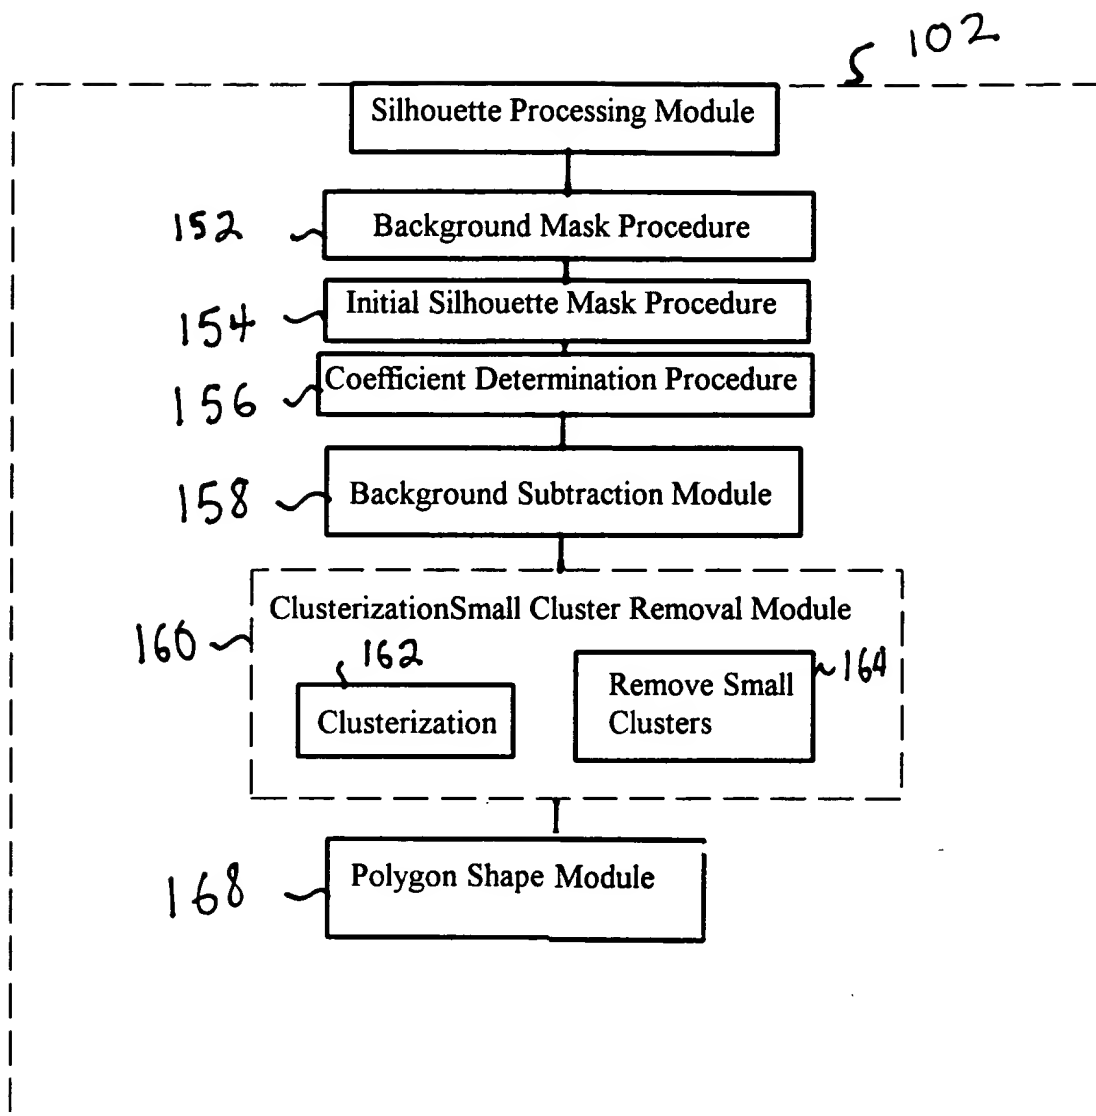 102
Silhouette Processing Module
152
Background Mask Procedure
154
Initial Silhouette Mask Procedure
156
Coefficient Determination Procedure
158
Background Subtraction Module
160
ClusterizationSmall Cluster Removal Module
162
164
Clusterization
Remove Small
Clusters
168
Polygon Shape Module